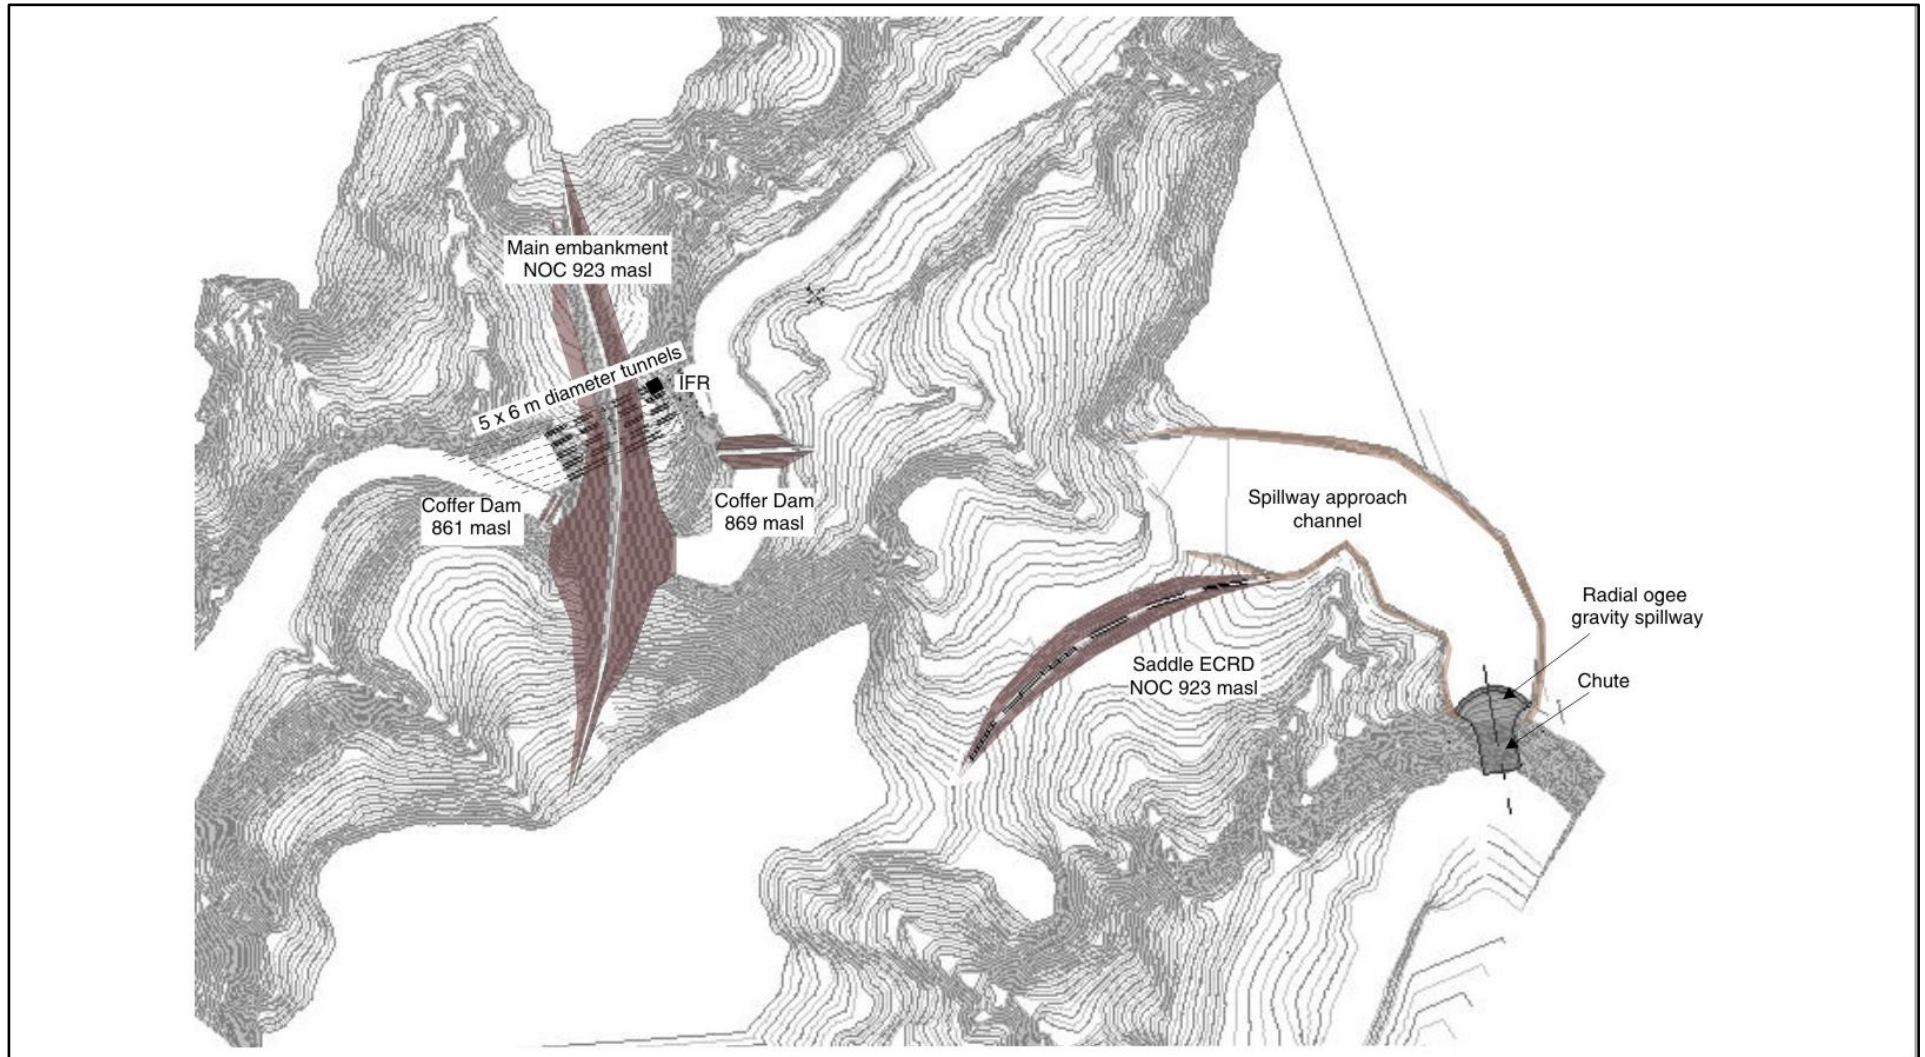 Main embankment
NOC 923 masl
5 x 6 m diameter tunnels
IFR
Coffer Dam
861 masl
Coffer Dam
869 masl
Spillway approach
channel
Radial ogee
gravity spillway
Saddle ECRD
NOC 923 masl
Chute